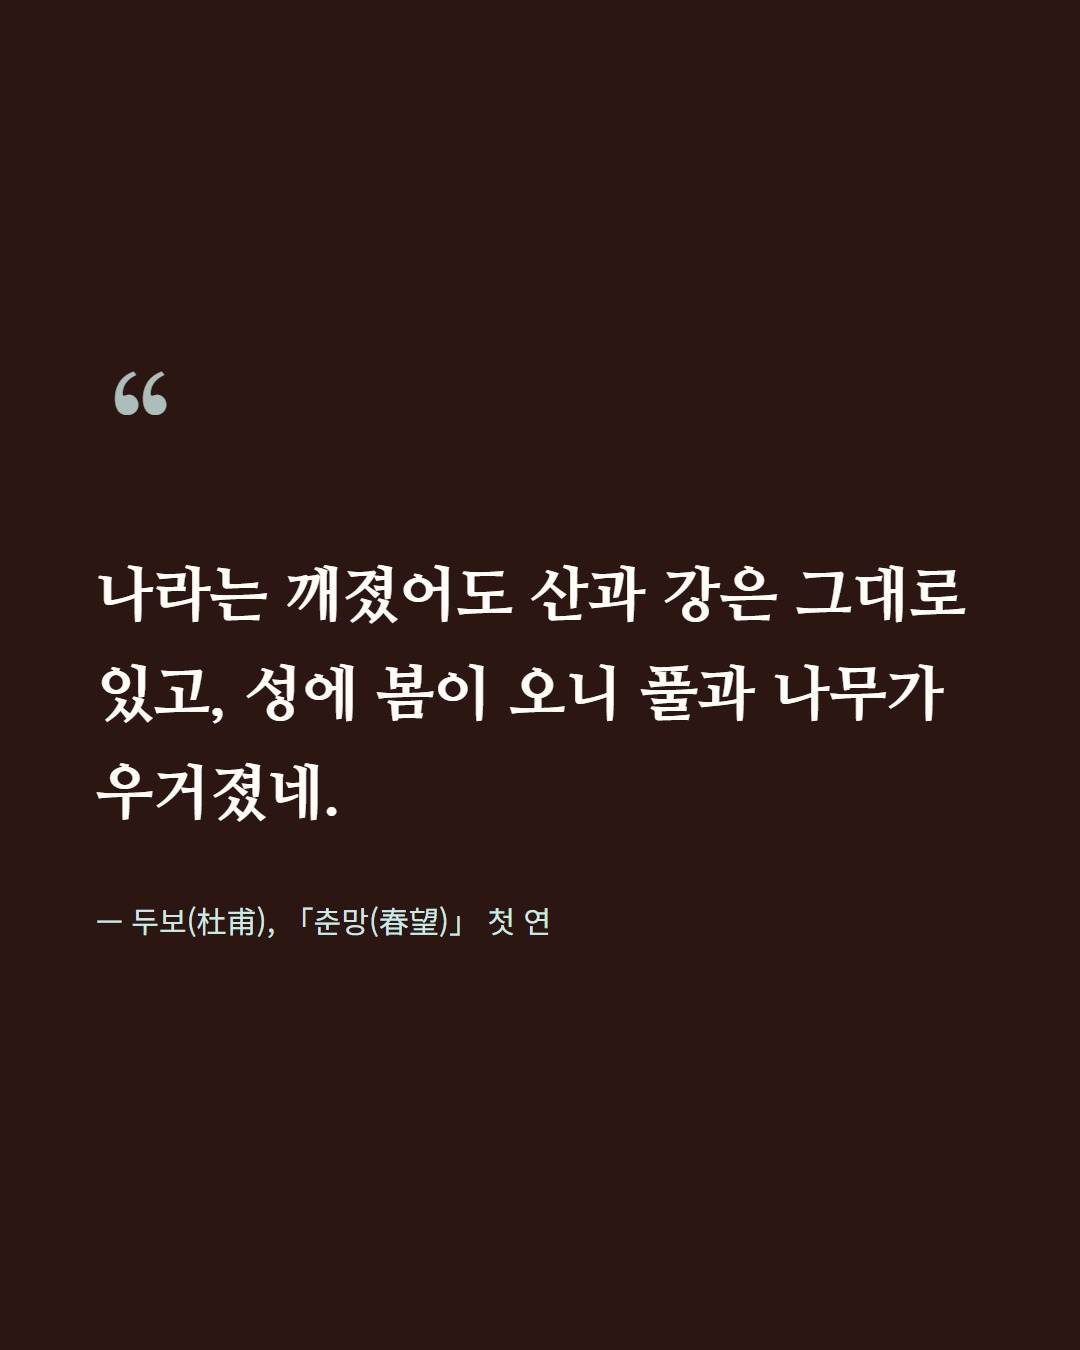 “
나라는 깨졌어도 산과 강은 그대로
있고, 성에 봄이 오니 풀과 나무가
우거졌네.
— 두보(杜甫), 「춘망(春望)」 첫 연